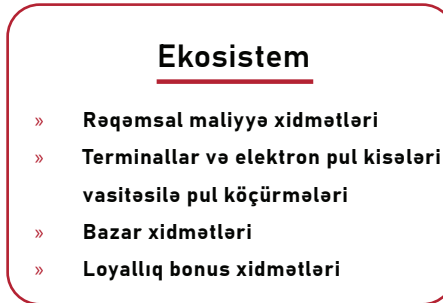 Ekosistem
» Rəqəmsal maliyyə xidmətləri
» Terminallar və elektron pul kisələri
vasitəsilə pul köçürmələri
» Bazar xidmətləri
» Loyallıq bonus xidmətləri